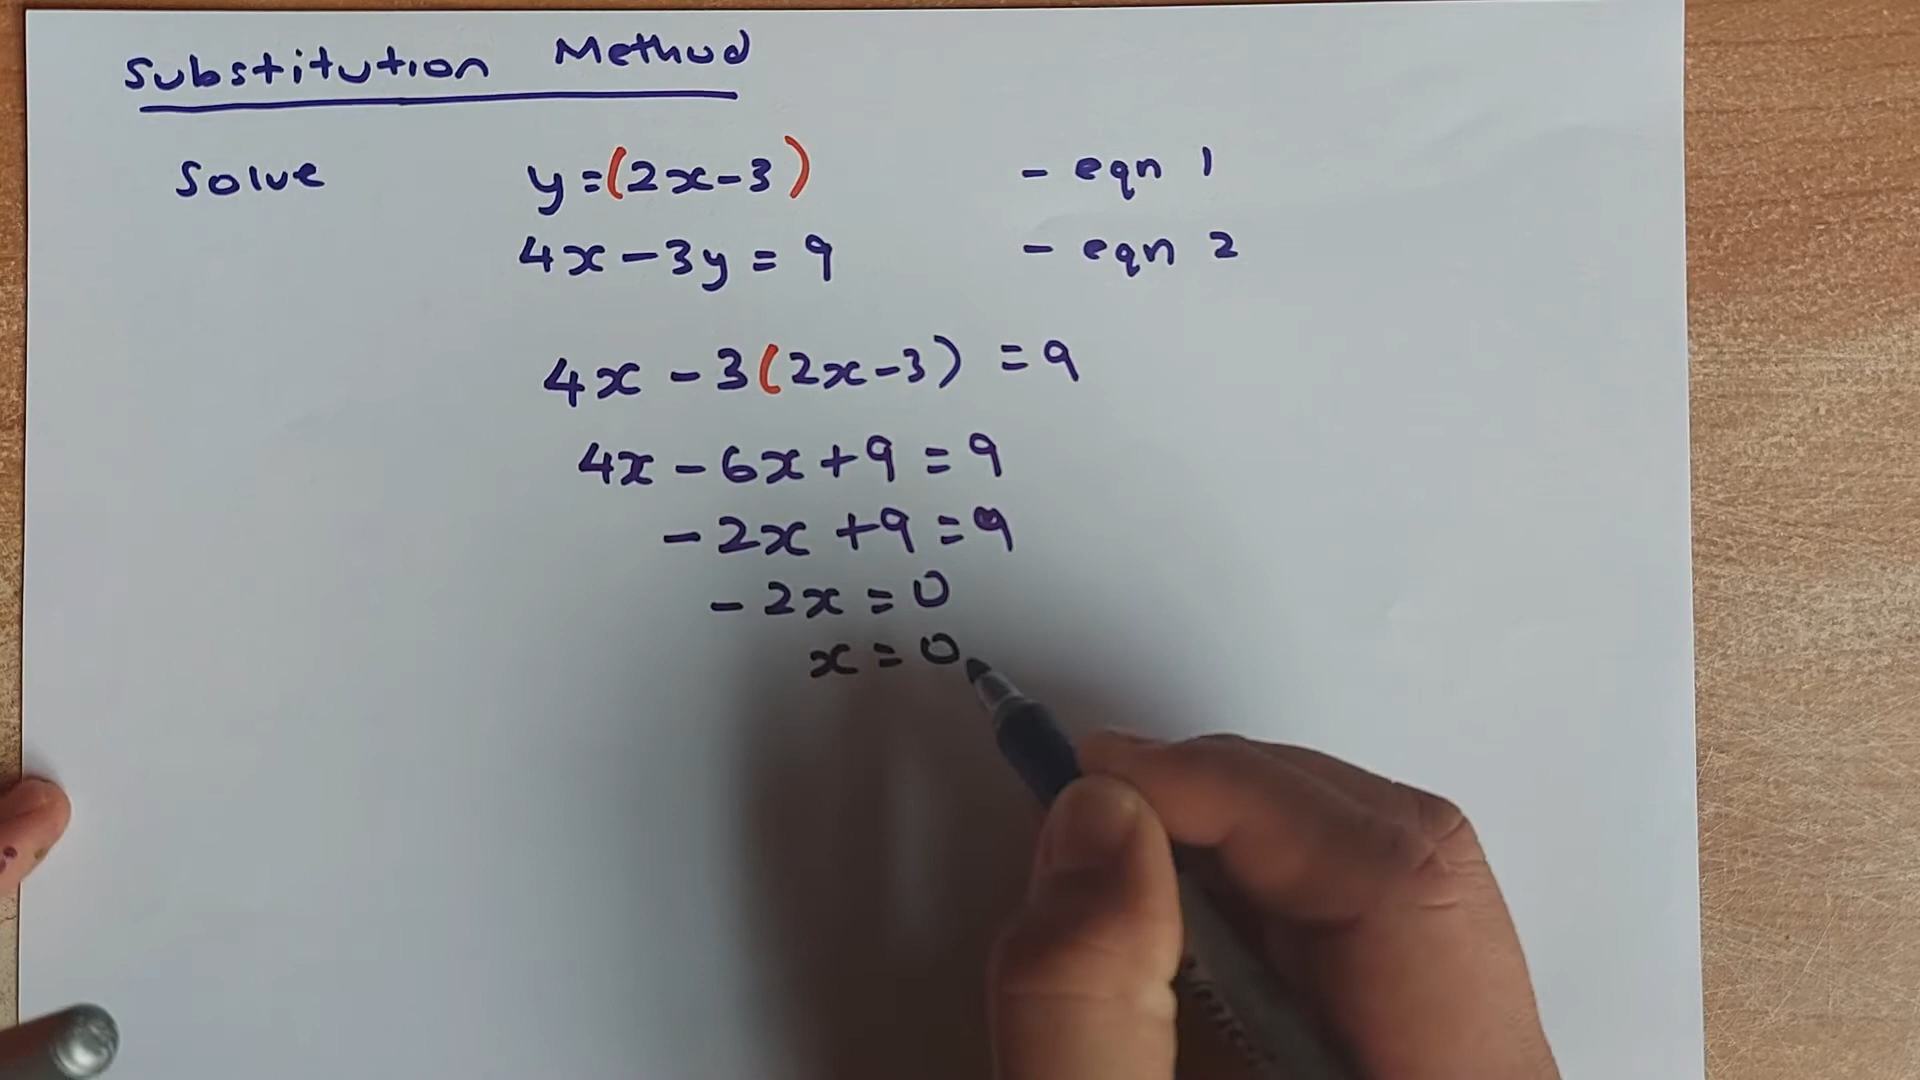 Substitution Method
Solve y=(2x-3) - eqn 1
4x-3y=9 - eqn 2
4x-3(2x-3)=9
4x-6x+9=9
-2x+9=9
-2x=0
x=0